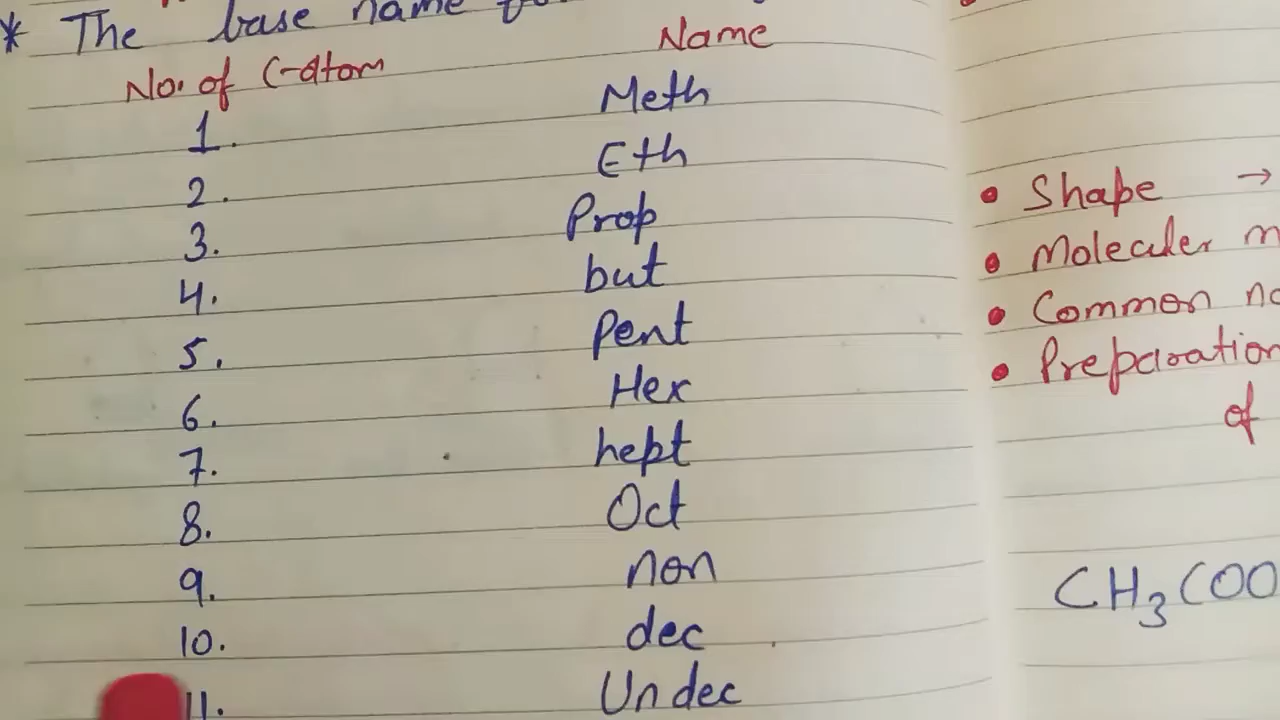 * The base name
No. of C-atom Name
1. Meth
2. Eth
3. Prop
4. but
5. Pent
6. Hex
7. hept
8. Oct
9. non
10. dec
11. Undec
• Shape →
• Moleculer m
• Common na
• Preparation
of
CH3COO